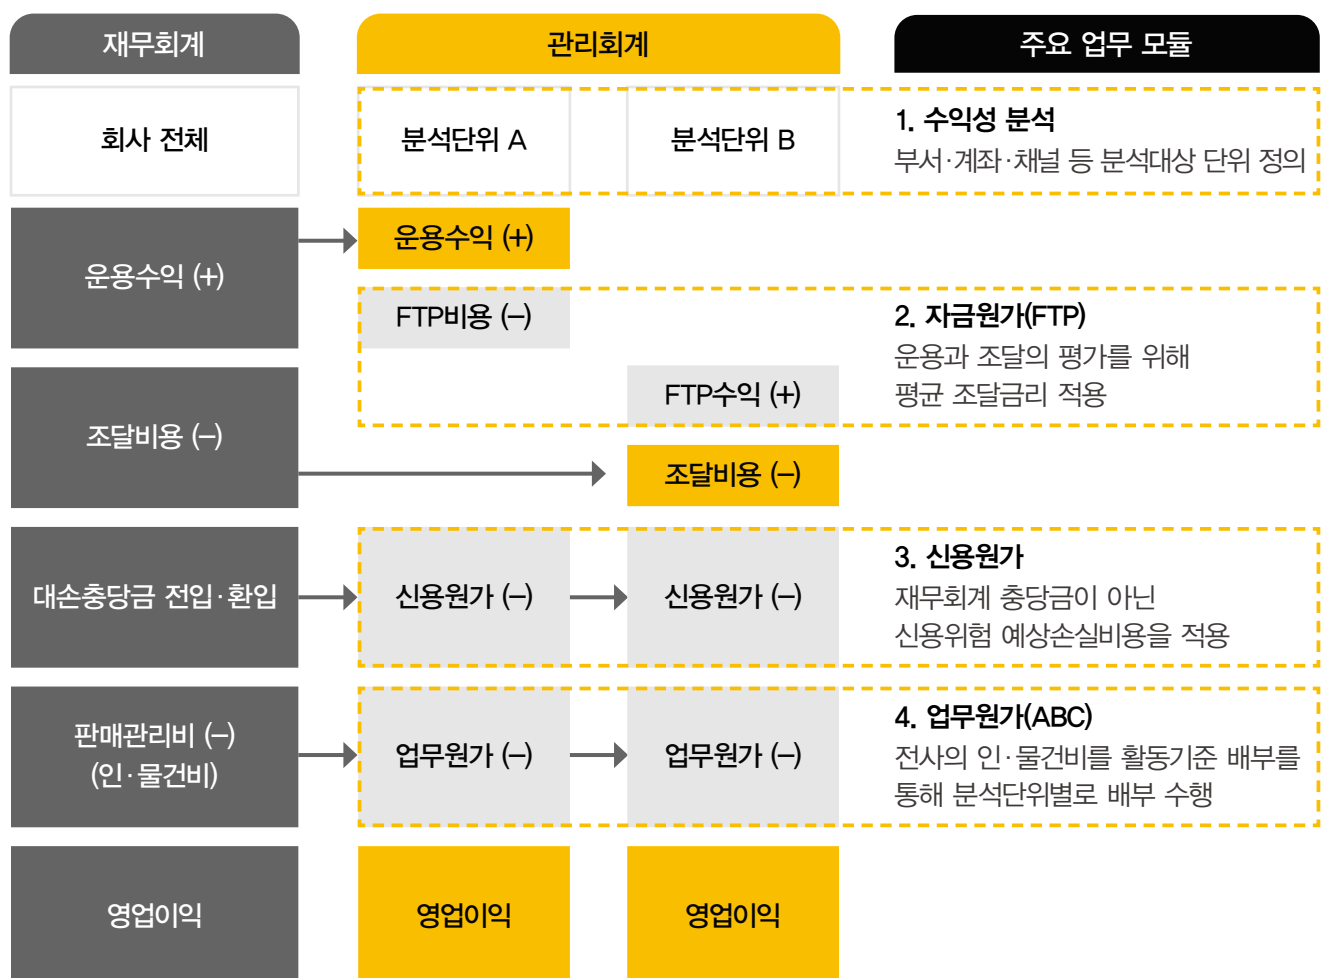 재무회계
관리회계
주요 업무 모듈
회사 전체
분석단위 A
분석단위 B
1. 수익성 분석
부서·계좌·채널 등 분석대상 단위 정의
운용수익 (+)
운용수익 (+)
FTP비용 (–)
2. 자금원가(FTP)
운용과 조달의 평가를 위해
평균 조달금리 적용
FTP수익 (+)
조달비용 (–)
조달비용 (–)
대손충당금 전입·환입
신용원가 (–)
신용원가 (–)
3. 신용원가
재무회계 충당금이 아닌
신용위험 예상손실비용을 적용
판매관리비 (–)
(인·물건비)
업무원가 (–)
업무원가 (–)
4. 업무원가(ABC)
전사의 인·물건비를 활동기준 배부를
통해 분석단위별로 배부 수행
영업이익
영업이익
영업이익